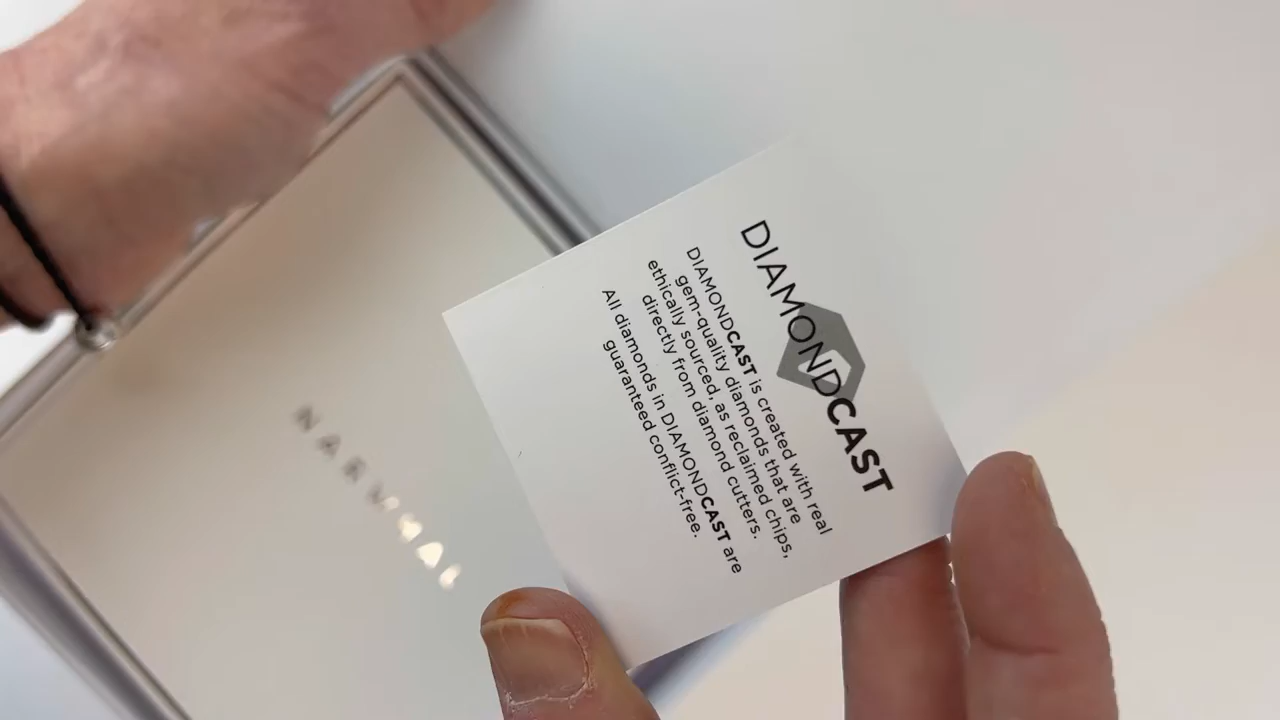 DIAMONDCAST
DIAMONDCAST is created with real
gem-quality diamonds that are
ethically sourced, as reclaimed chips,
directly from diamond cutters.
All diamonds in DIAMONDCAST are
guaranteed conflict-free.